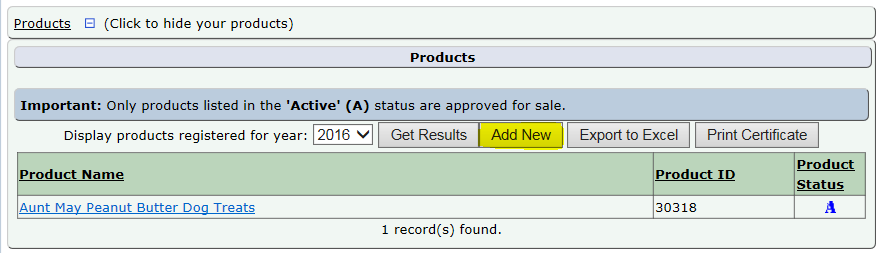 Products (Click to hide your products)
Products
Important: Only products listed in the 'Active' (A) status are approved for sale.
Display products registered for year: 2016 Get Results Add New Export to Excel Print Certificate
Product Name Product ID Product Status
Aunt May Peanut Butter Dog Treats 30318 A
1 record(s) found.